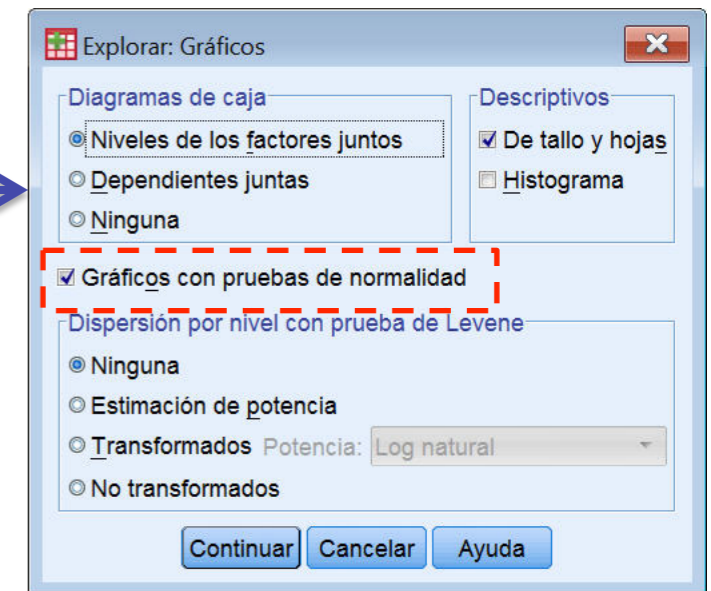 Explorar: Gráficos
Diagramas de caja
Niveles de los factores juntos
Dependientes juntas
Ninguna
Descriptivos
De tallo y hojas
Histograma
Gráficos con pruebas de normalidad
Dispersión por nivel con prueba de Levene
Ninguna
Estimación de potencia
Transformados Potencia: Log natural
No transformados
Continuar Cancelar Ayuda